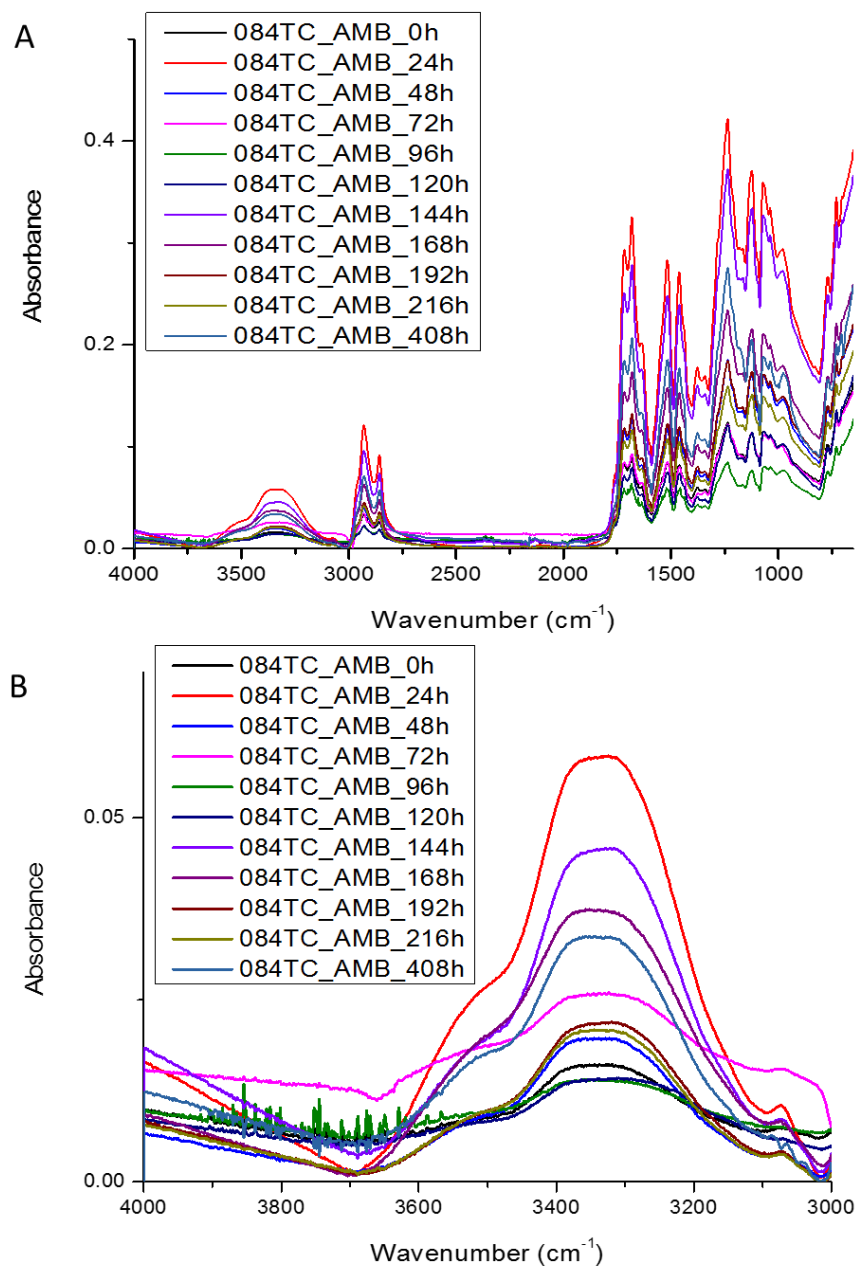 A
084TC_AMB_0h
084TC_AMB_24h
084TC_AMB_48h
084TC_AMB_72h
084TC_AMB_96h
084TC_AMB_120h
084TC_AMB_144h
084TC_AMB_168h
084TC_AMB_192h
084TC_AMB_216h
084TC_AMB_408h
0.4
0.2
0.0
Absorbance
4000 3500 3000 2500 2000 1500 1000
Wavenumber (cm⁻¹)
B
084TC_AMB_0h
084TC_AMB_24h
084TC_AMB_48h
084TC_AMB_72h
084TC_AMB_96h
084TC_AMB_120h
084TC_AMB_144h
084TC_AMB_168h
084TC_AMB_192h
084TC_AMB_216h
084TC_AMB_408h
0.05
0.00
Absorbance
4000 3800 3600 3400 3200 3000
Wavenumber (cm⁻¹)